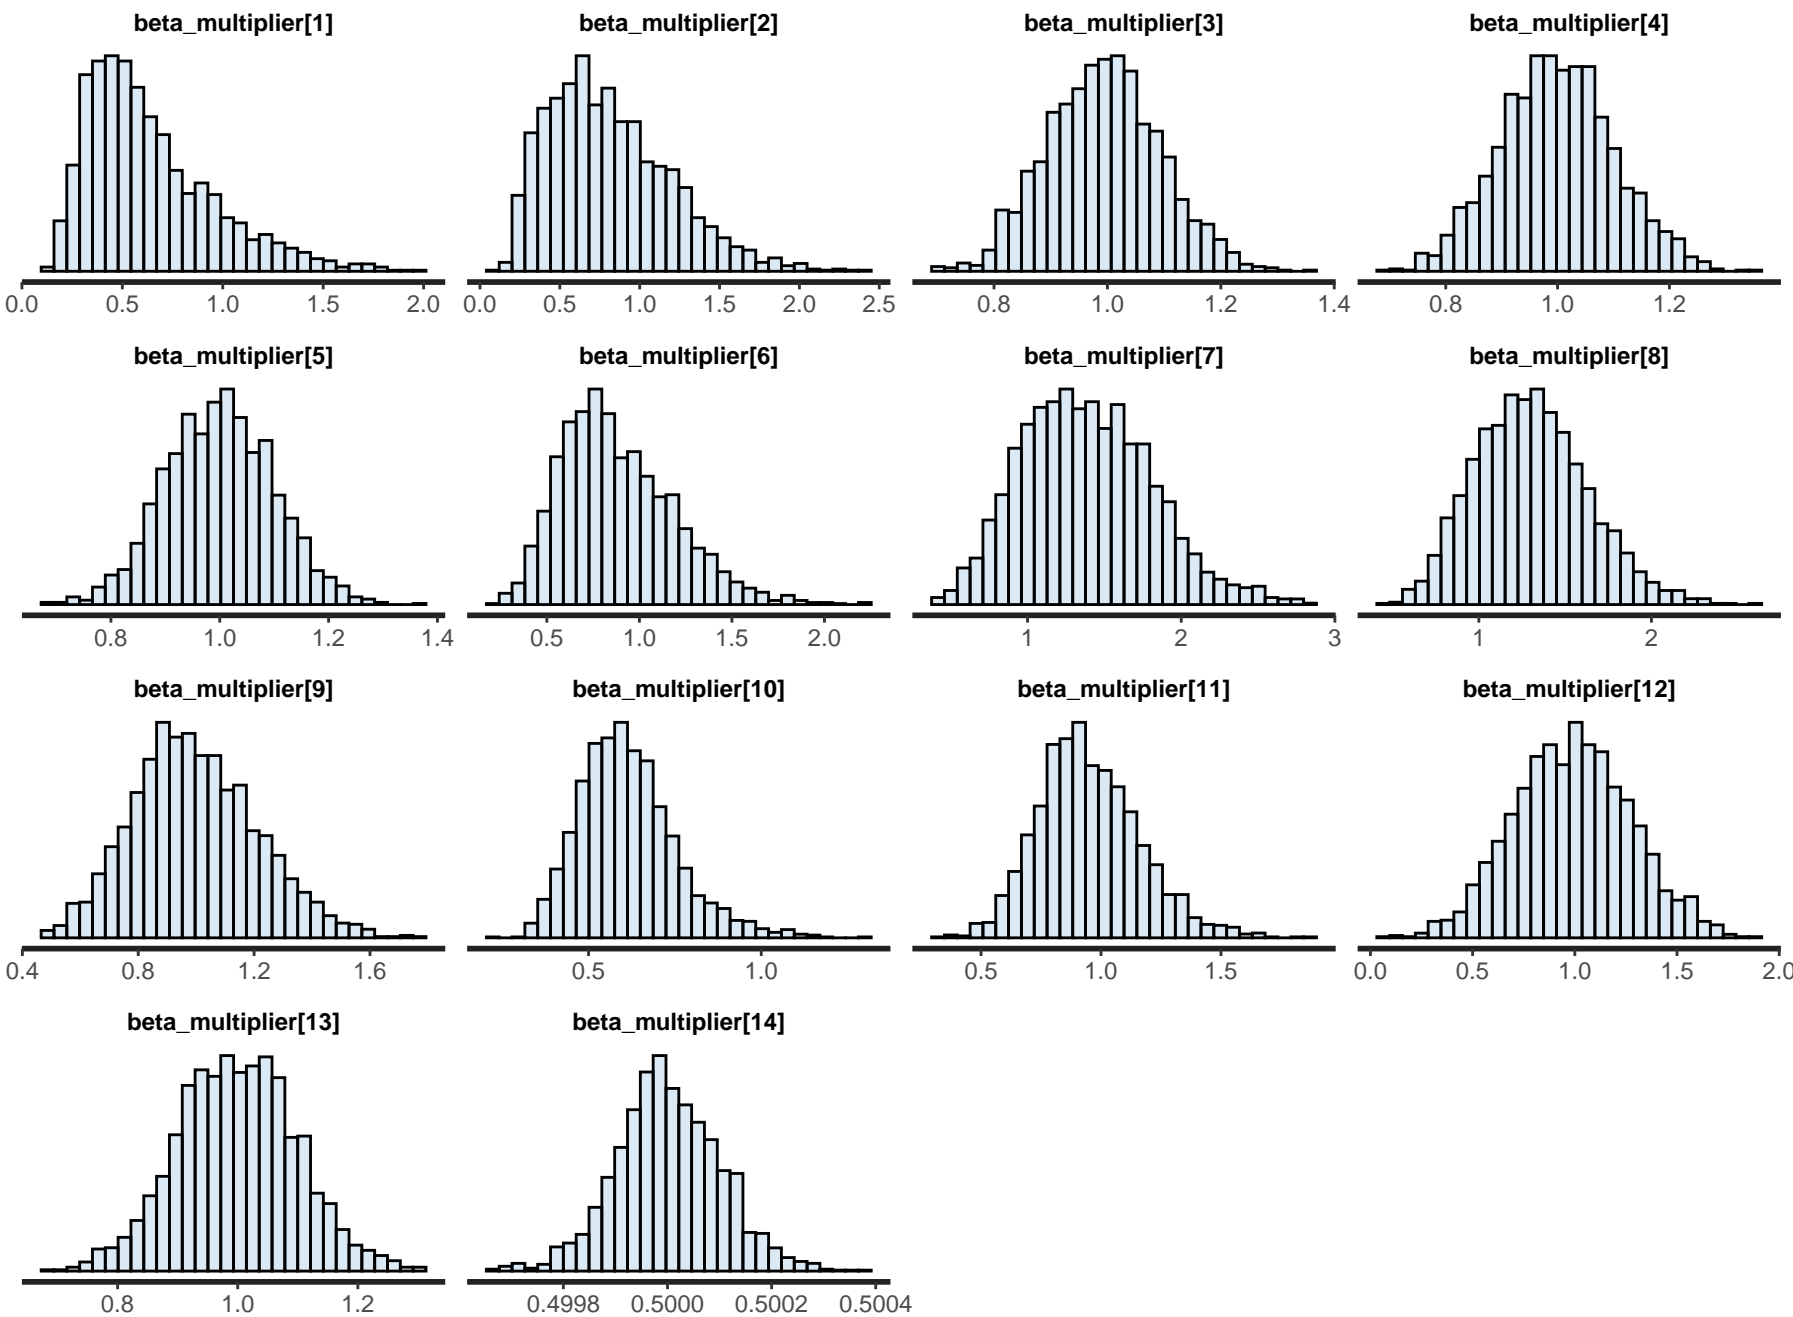 beta_multiplier[1] beta_multiplier[2] beta_multiplier[3] beta_multiplier[4]
0.0 0.5 1.0 1.5 2.0 0.0 0.5 1.0 1.5 2.0 2.5 0.8 1.0 1.2 1.4 0.8 1.0 1.2
beta_multiplier[5] beta_multiplier[6] beta_multiplier[7] beta_multiplier[8]
0.8 1.0 1.2 1.4 0.5 1.0 1.5 2.0 1 2 3 1 2
beta_multiplier[9] beta_multiplier[10] beta_multiplier[11] beta_multiplier[12]
0.4 0.8 1.2 1.6 0.5 1.0 0.5 1.0 1.5 0.0 0.5 1.0 1.5 2.0
beta_multiplier[13] beta_multiplier[14]
0.8 1.0 1.2 0.4998 0.5000 0.5002 0.5004